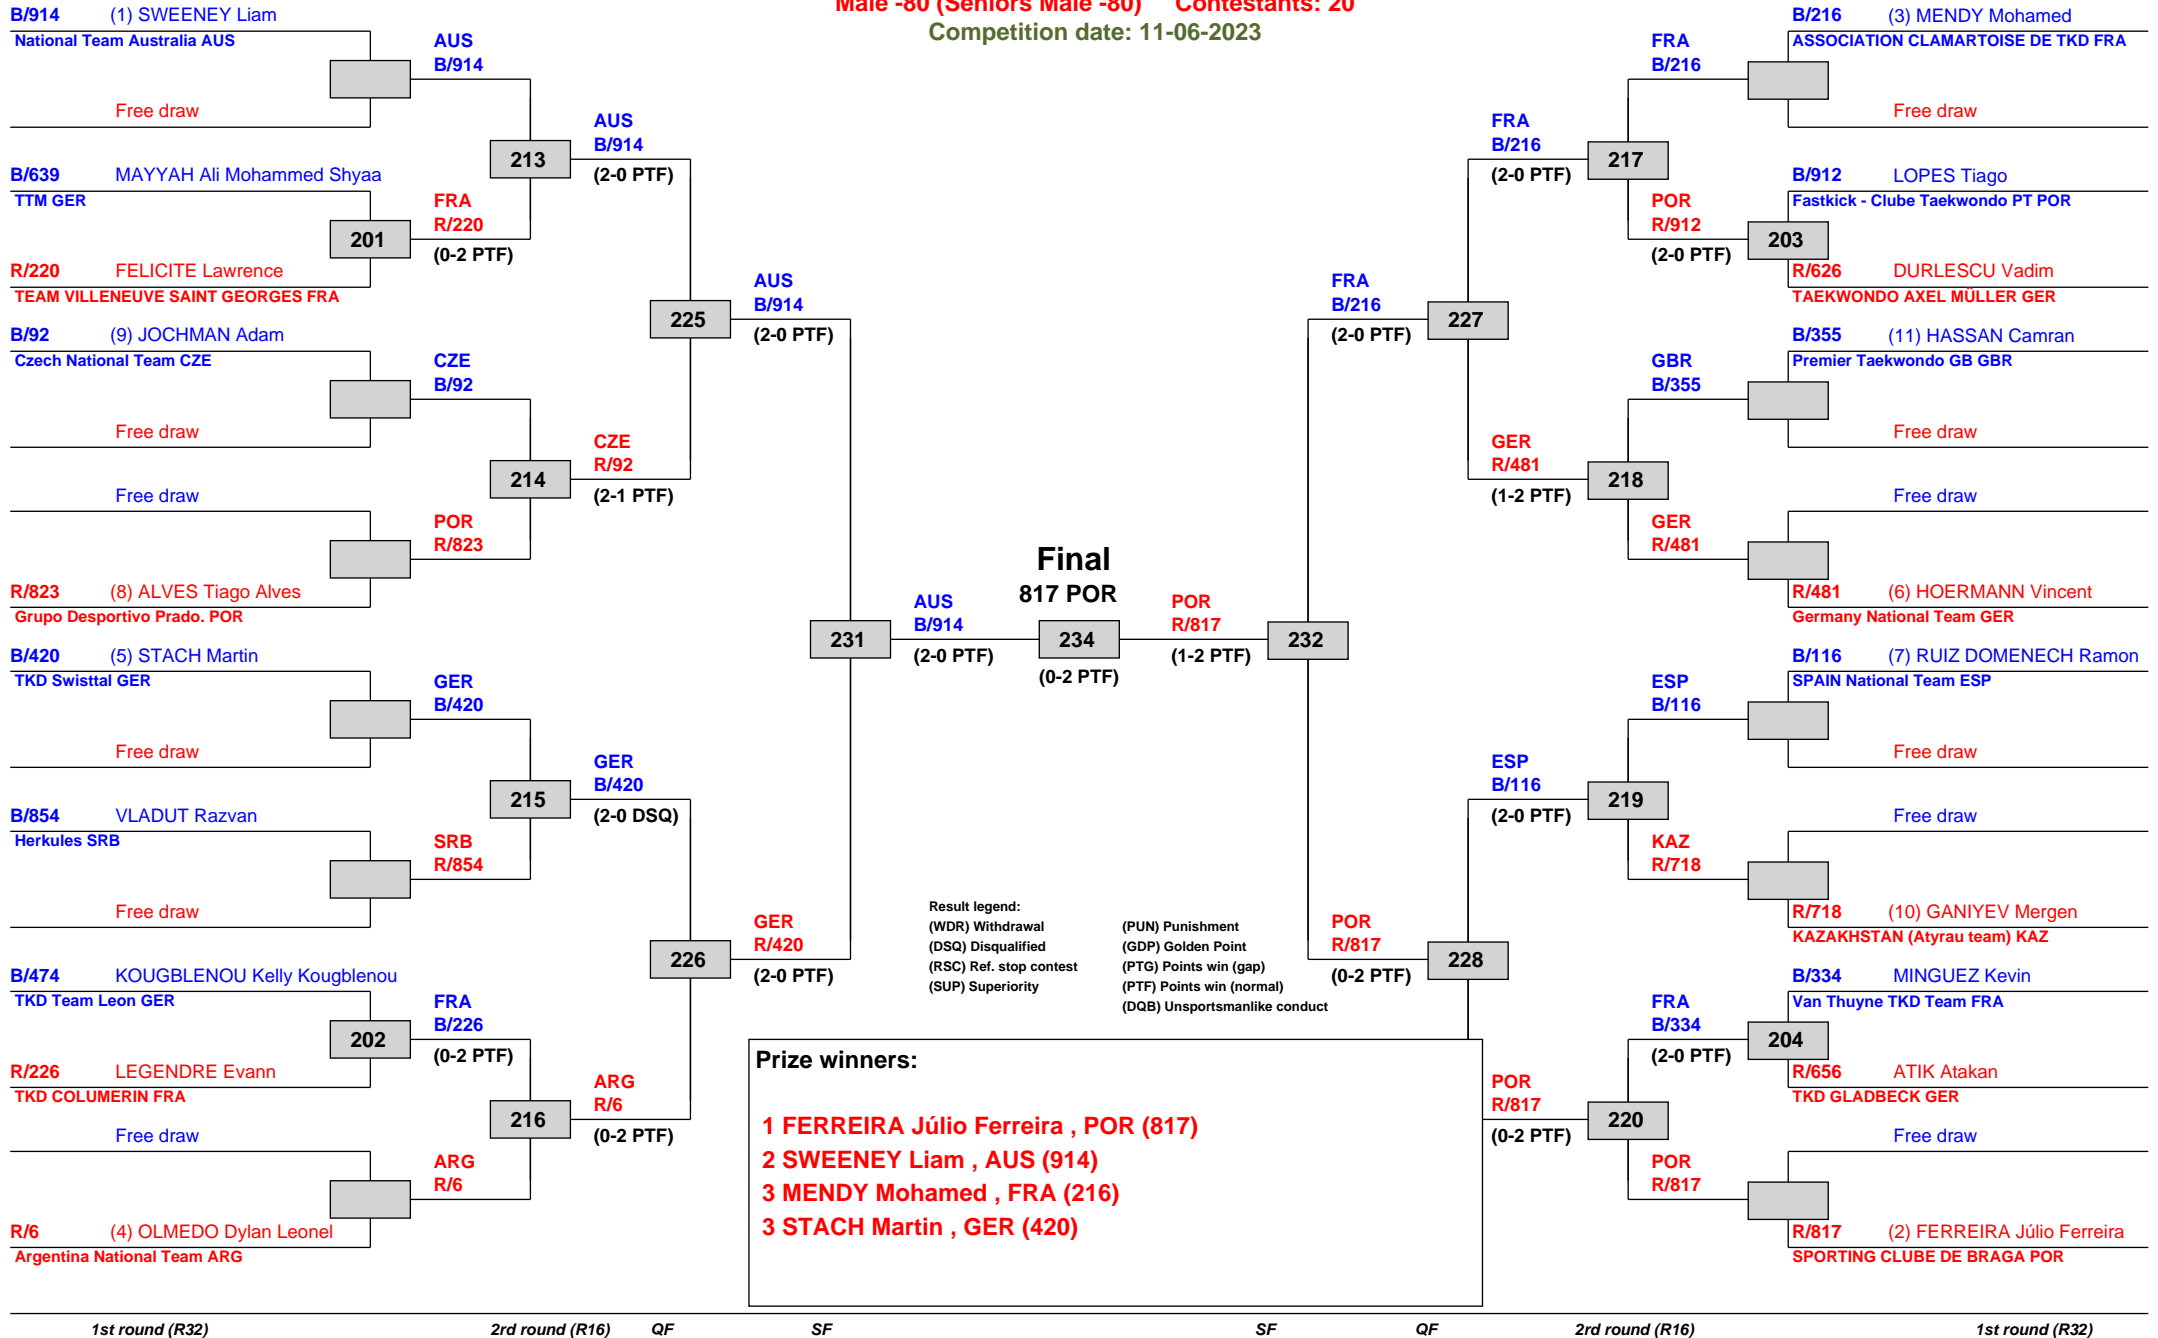 Male -80 (Seniors Male -80) Contestants: 20
Competition date: 11-06-2023
B/914 (1) SWEENEY Liam
National Team Australia AUS
Free draw
AUS
B/914
B/639 MAYYAH Ali Mohammed Shyaa
TTM GER
201
R/220 FELICITE Lawrence
TEAM VILLENEUVE SAINT GEORGES FRA
FRA
R/220
(0-2 PTF)
213
AUS
B/914
(2-0 PTF)
B/92 (9) JOCHMAN Adam
Czech National Team CZE
Free draw
CZE
B/92
Free draw
R/823 (8) ALVES Tiago Alves
Grupo Desportivo Prado. POR
POR
R/823
214
CZE
R/92
(2-1 PTF)
225
AUS
B/914
(2-0 PTF)
B/420 (5) STACH Martin
TKD Swisttal GER
Free draw
GER
B/420
B/854 VLADUT Razvan
Herkules SRB
Free draw
SRB
R/854
215
GER
B/420
(2-0 DSQ)
B/474 KOUGBLENOU Kelly Kougblenou
TKD Team Leon GER
202
R/226 LEGENDRE Evann
TKD COLUMERIN FRA
FRA
B/226
(0-2 PTF)
Free draw
R/6 (4) OLMEDO Dylan Leonel
Argentina National Team ARG
ARG
R/6
216
ARG
R/6
(0-2 PTF)
226
GER
R/420
(2-0 PTF)
231
AUS
B/914
(2-0 PTF)
Final
817 POR
234
(0-2 PTF)
POR
R/817
(1-2 PTF)
232
FRA
B/216
(2-0 PTF)
227
FRA
B/216
(2-0 PTF)
217
FRA
B/216
B/216 (3) MENDY Mohamed
ASSOCIATION CLAMARTOISE DE TKD FRA
Free draw
POR
R/912
(2-0 PTF)
203
B/912 LOPES Tiago
Fastkick - Clube Taekwondo PT POR
R/626 DURLESCU Vadim
TAEKWONDO AXEL MÜLLER GER
GER
R/481
(1-2 PTF)
218
GBR
B/355
B/355 (11) HASSAN Camran
Premier Taekwondo GB GBR
Free draw
GER
R/481
Free draw
R/481 (6) HOERMANN Vincent
Germany National Team GER
POR
R/817
(0-2 PTF)
228
ESP
B/116
(2-0 PTF)
219
ESP
B/116
B/116 (7) RUIZ DOMENECH Ramon
SPAIN National Team ESP
Free draw
KAZ
R/718
Free draw
R/718 (10) GANIYEV Mergen
KAZAKHSTAN (Atyrau team) KAZ
POR
R/817
(0-2 PTF)
220
FRA
B/334
(2-0 PTF)
204
B/334 MINGUEZ Kevin
Van Thuyne TKD Team FRA
R/656 ATIK Atakan
TKD GLADBECK GER
POR
R/817
Free draw
R/817 (2) FERREIRA Júlio Ferreira
SPORTING CLUBE DE BRAGA POR
Result legend:
(WDR) Withdrawal (PUN) Punishment
(DSQ) Disqualified (GDP) Golden Point
(RSC) Ref. stop contest (PTG) Points win (gap)
(SUP) Superiority (PTF) Points win (normal)
(DQB) Unsportsmanlike conduct
Prize winners:
1 FERREIRA Júlio Ferreira , POR (817)
2 SWEENEY Liam , AUS (914)
3 MENDY Mohamed , FRA (216)
3 STACH Martin , GER (420)
1st round (R32) 2rd round (R16) QF SF SF QF 2rd round (R16) 1st round (R32)